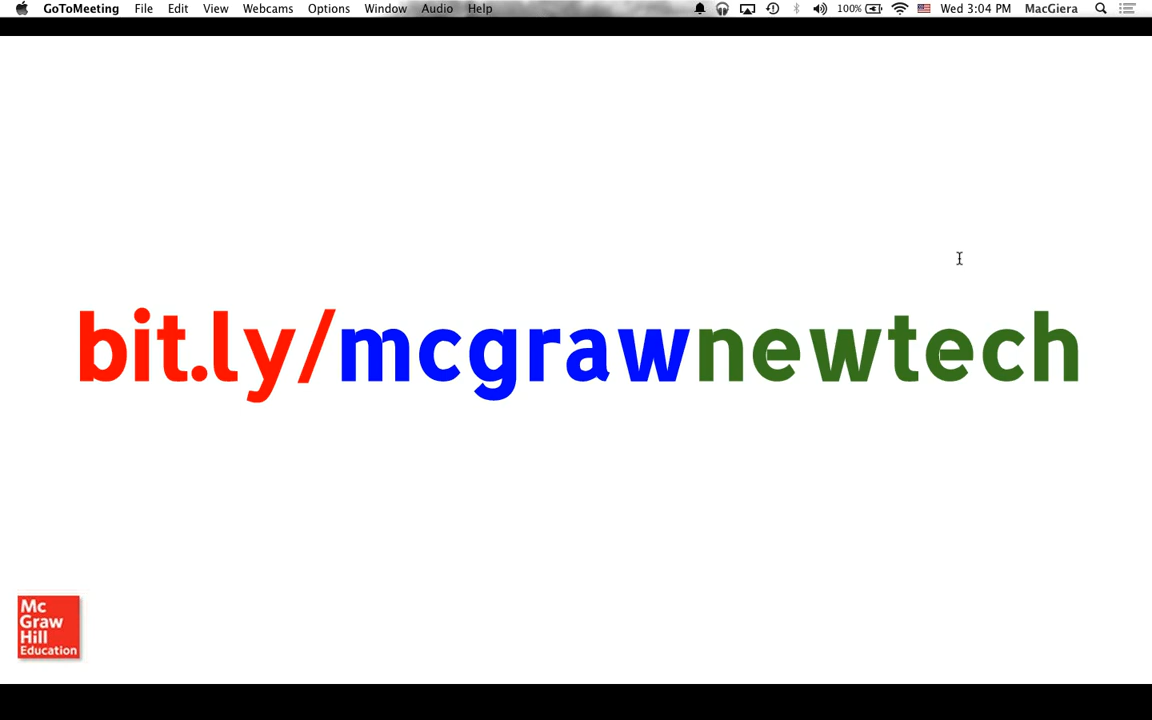 GoToMeeting File Edit View Webcams Options Window Audio Help 100% Wed 3:04 PM MacGiera
bit.ly/mcgrawnewtech
Mc
Graw
Hill
Education